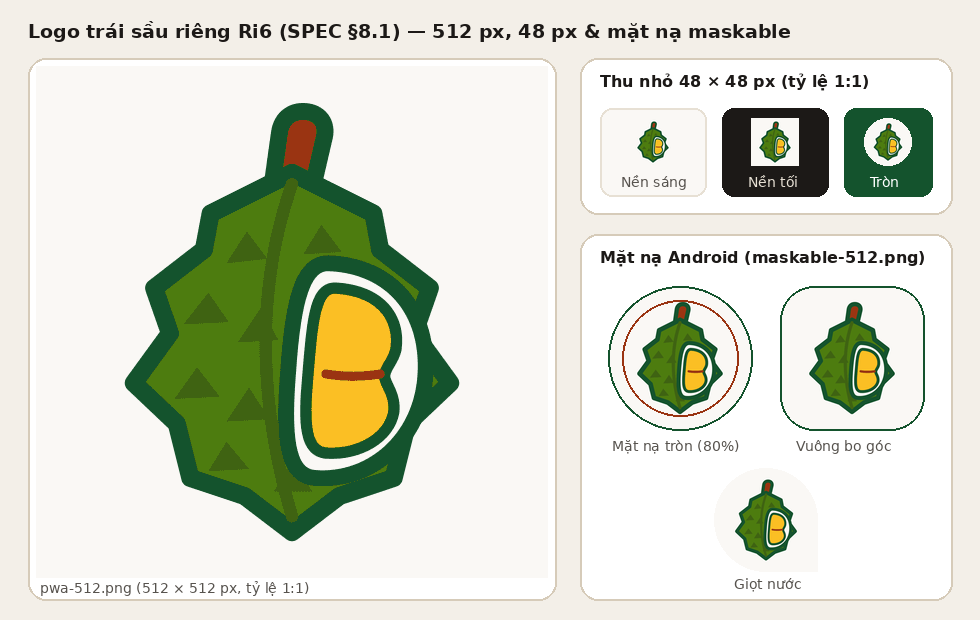 Logo trái sầu riêng Ri6 (SPEC §8.1) — 512 px, 48 px & mặt nạ maskable
pwa-512.png (512 × 512 px, tỷ lệ 1:1)
Thu nhỏ 48 × 48 px (tỷ lệ 1:1)
Nền sáng
Nền tối
Tròn
Mặt nạ Android (maskable-512.png)
Mặt nạ tròn (80%)
Vuông bo góc
Giọt nước